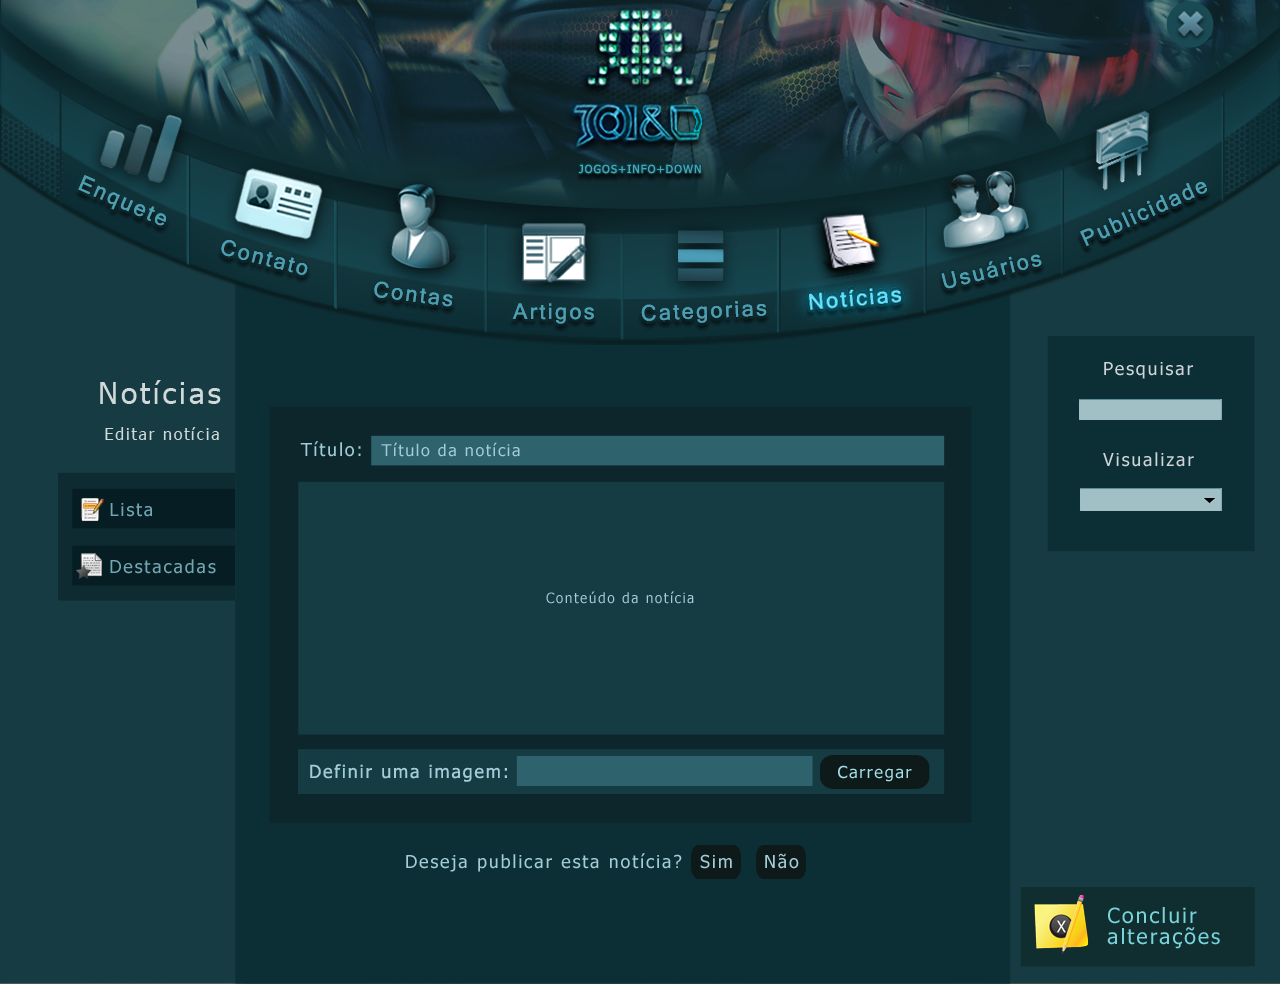 JOI&D
JOGOS+INFO+DOWN
Enquete
Contato
Contas
Artigos
Categorias
Notícias
Usuários
Publicidade
Notícias
Editar notícia
Lista
Destacadas
Título: Título da notícia
Conteúdo da notícia
Definir uma imagem: Carregar
Deseja publicar esta notícia? Sim Não
Pesquisar
Visualizar
X
Concluir
alterações